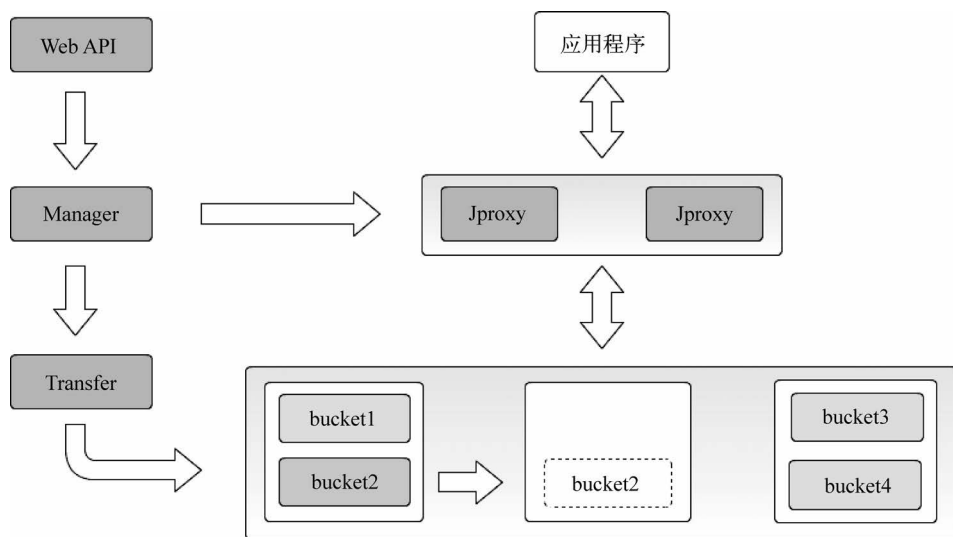 Web API
应用程序
Manager
Jproxy
Jproxy
Transfer
bucket1
bucket2
bucket2
bucket3
bucket4